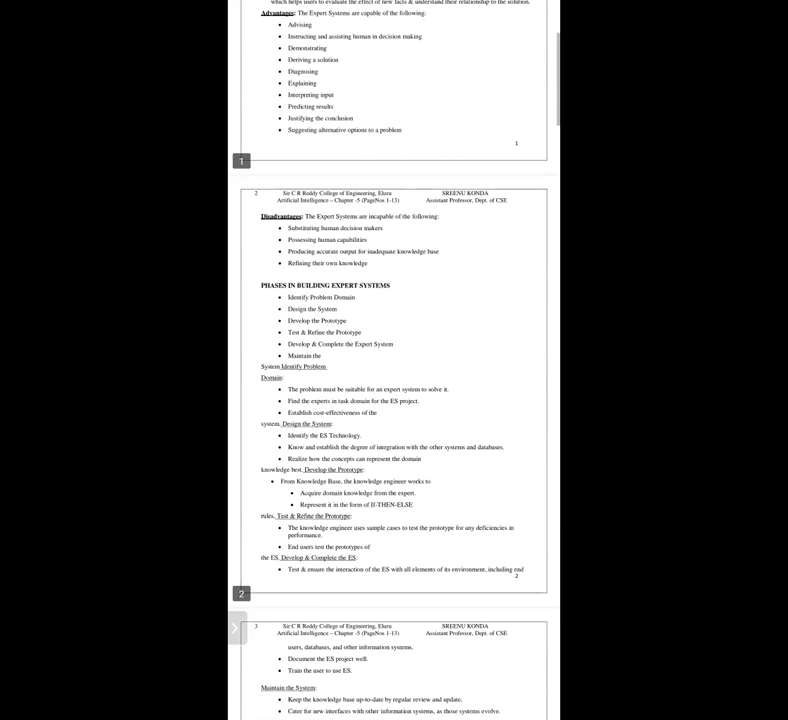 which helps users to evaluate the effect of new facts & understand their relationship to the solution.
Advantages: The Expert Systems are capable of the following:
• Advising
• Instructing and assisting human in decision making
• Demonstrating
• Deriving a solution
• Diagnosing
• Explaining
• Interpreting input
• Predicting results
• Justifying the conclusion
• Suggesting alternative options to a problem
1
1
2 Sir C R Reddy College of Engineering, Eluru SREENU KONDA
Artificial Intelligence – Chapter -5 (PageNos 1-13) Assistant Professor, Dept. of CSE
Disadvantages: The Expert Systems are incapable of the following:
• Substituting human decision makers
• Possessing human capabilities
• Producing accurate output for inadequate knowledge base
• Refining their own knowledge
PHASES IN BUILDING EXPERT SYSTEMS
• Identify Problem Domain
• Design the System
• Develop the Prototype
• Test & Refine the Prototype
• Develop & Complete the Expert System
• Maintain the
System Identify Problem
Domain:
• The problem must be suitable for an expert system to solve it.
• Find the experts in task domain for the ES project.
• Establish cost-effectiveness of the
system. Design the System:
• Identify the ES Technology.
• Know and establish the degree of integration with the other systems and databases.
• Realize how the concepts can represent the domain
knowledge best. Develop the Prototype:
• From Knowledge Base, the knowledge engineer works to
• Acquire domain knowledge from the expert.
• Represent it in the form of If-THEN-ELSE
rules. Test & Refine the Prototype:
• The knowledge engineer uses sample cases to test the prototype for any deficiencies in
performance.
• End users test the prototypes of
the ES. Develop & Complete the ES:
• Test & ensure the interaction of the ES with all elements of its environment, including end
2
2
3 Sir C R Reddy College of Engineering, Eluru SREENU KONDA
Artificial Intelligence – Chapter -5 (PageNos 1-13) Assistant Professor, Dept. of CSE
users, databases, and other information systems.
• Document the ES project well.
• Train the user to use ES.
Maintain the System:
• Keep the knowledge base up-to-date by regular review and update.
• Cater for new interfaces with other information systems, as those systems evolve.